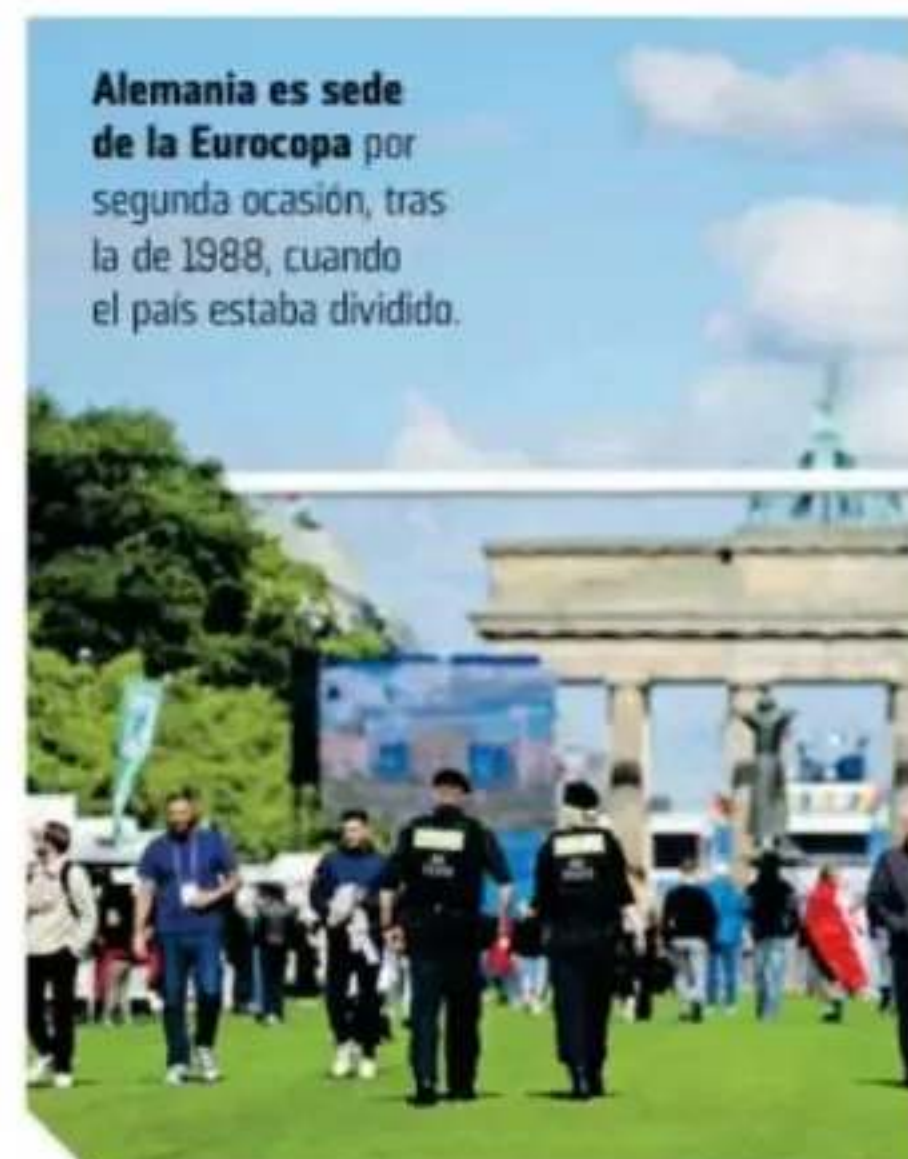 Alemania es sede
de la Eurocopa por
segunda ocasión, tras
la de 1988, cuando
el país estaba dividido.